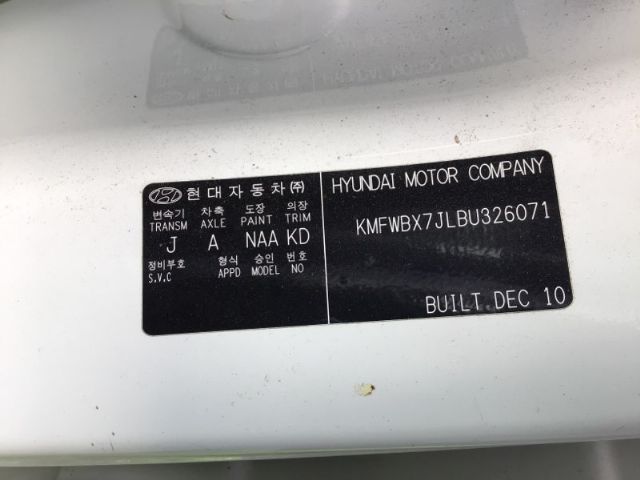 현대자동차㈜
변속기 차축 도장 의장
TRANSM AXLE PAINT TRIM
J A NAA KD
정비부호 형식 승인 번호
S.V.C APPD MODEL NO
HYUNDAI MOTOR COMPANY
KMFWBX7JLBU326071
BUILT DEC 10